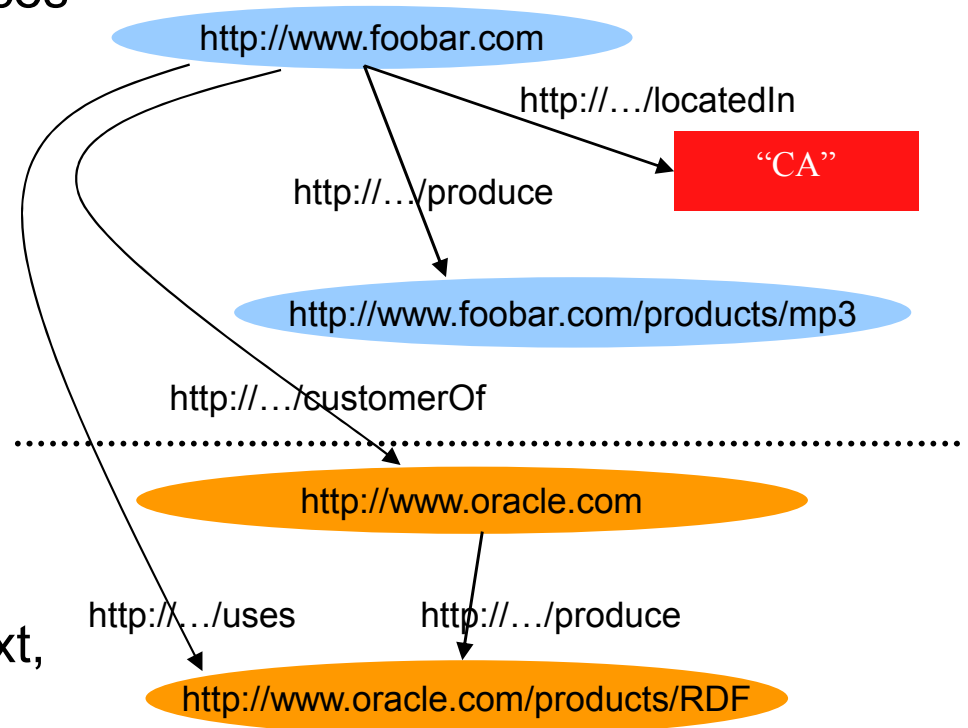 http://www.foobar.com
http://…/locatedIn
“CA”
http://…/produce
http://www.foobar.com/products/mp3
http://…/customerOf
http://www.oracle.com
http://…/uses
http://…/produce
xt,
http://www.oracle.com/products/RDF